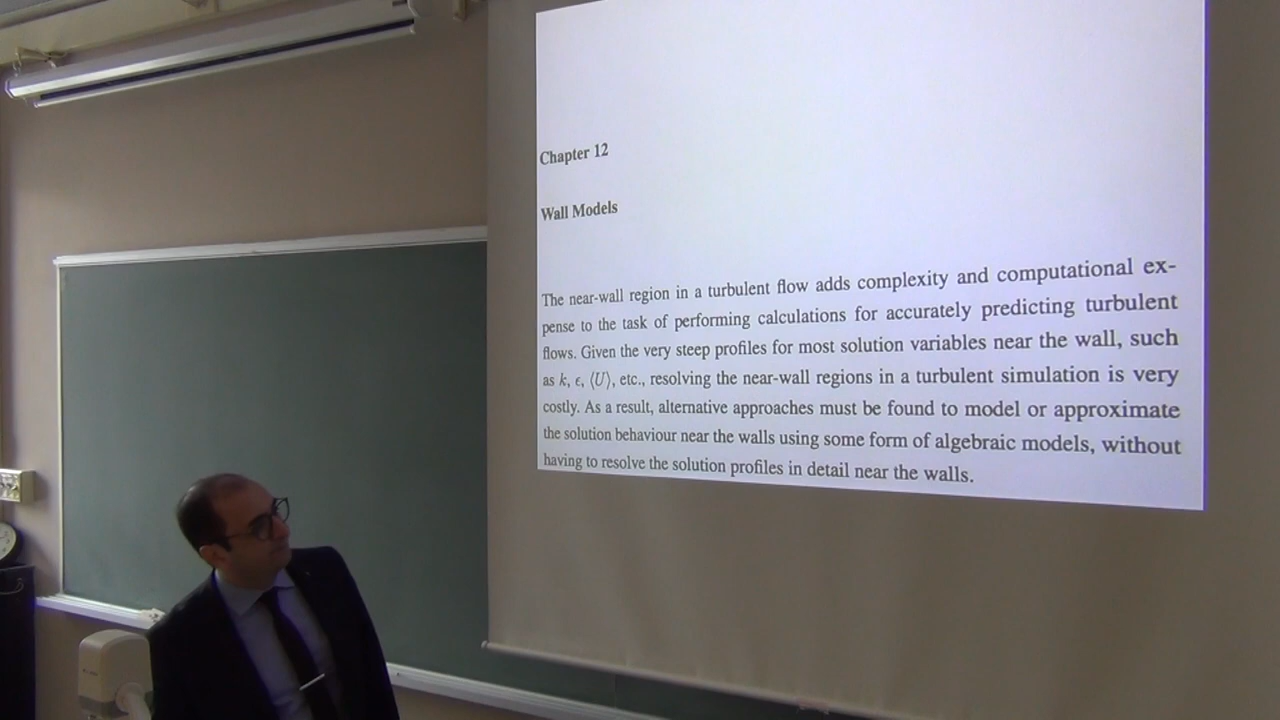 Chapter 12
Wall Models
The near-wall region in a turbulent flow adds complexity and computational ex-
pense to the task of performing calculations for accurately predicting turbulent
flows. Given the very steep profiles for most solution variables near the wall, such
as k, ϵ, ⟨U⟩, etc., resolving the near-wall regions in a turbulent simulation is very
costly. As a result, alternative approaches must be found to model or approximate
the solution behaviour near the walls using some form of algebraic models, without
having to resolve the solution profiles in detail near the walls.